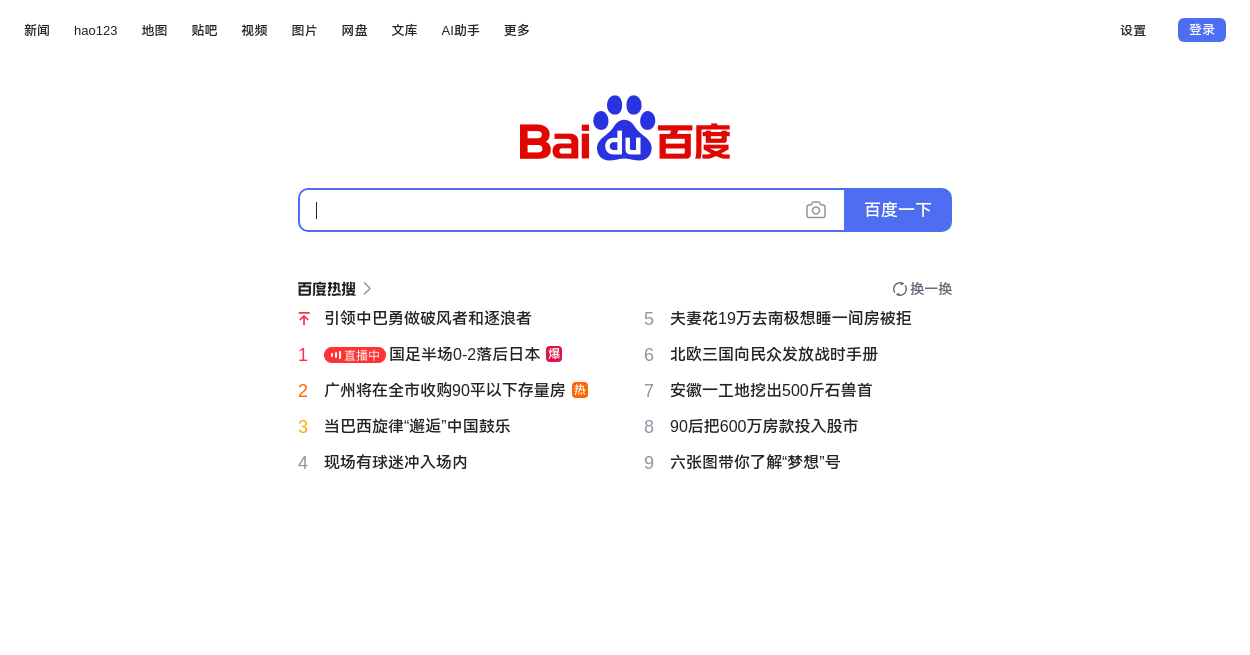 新闻 hao123 地图 贴吧 视频 图片 网盘 文库 AI助手 更多 设置 登录
Bai du 百度
百度一下
百度热搜 换一换
引领中巴勇做破风者和逐浪者
1 直播中 国足半场0-2落后日本 爆
2 广州将在全市收购90平以下存量房 热
3 当巴西旋律“邂逅”中国鼓乐
4 现场有球迷冲入场内
5 夫妻花19万去南极想睡一间房被拒
6 北欧三国向民众发放战时手册
7 安徽一工地挖出500斤石兽首
8 90后把600万房款投入股市
9 六张图带你了解“梦想”号